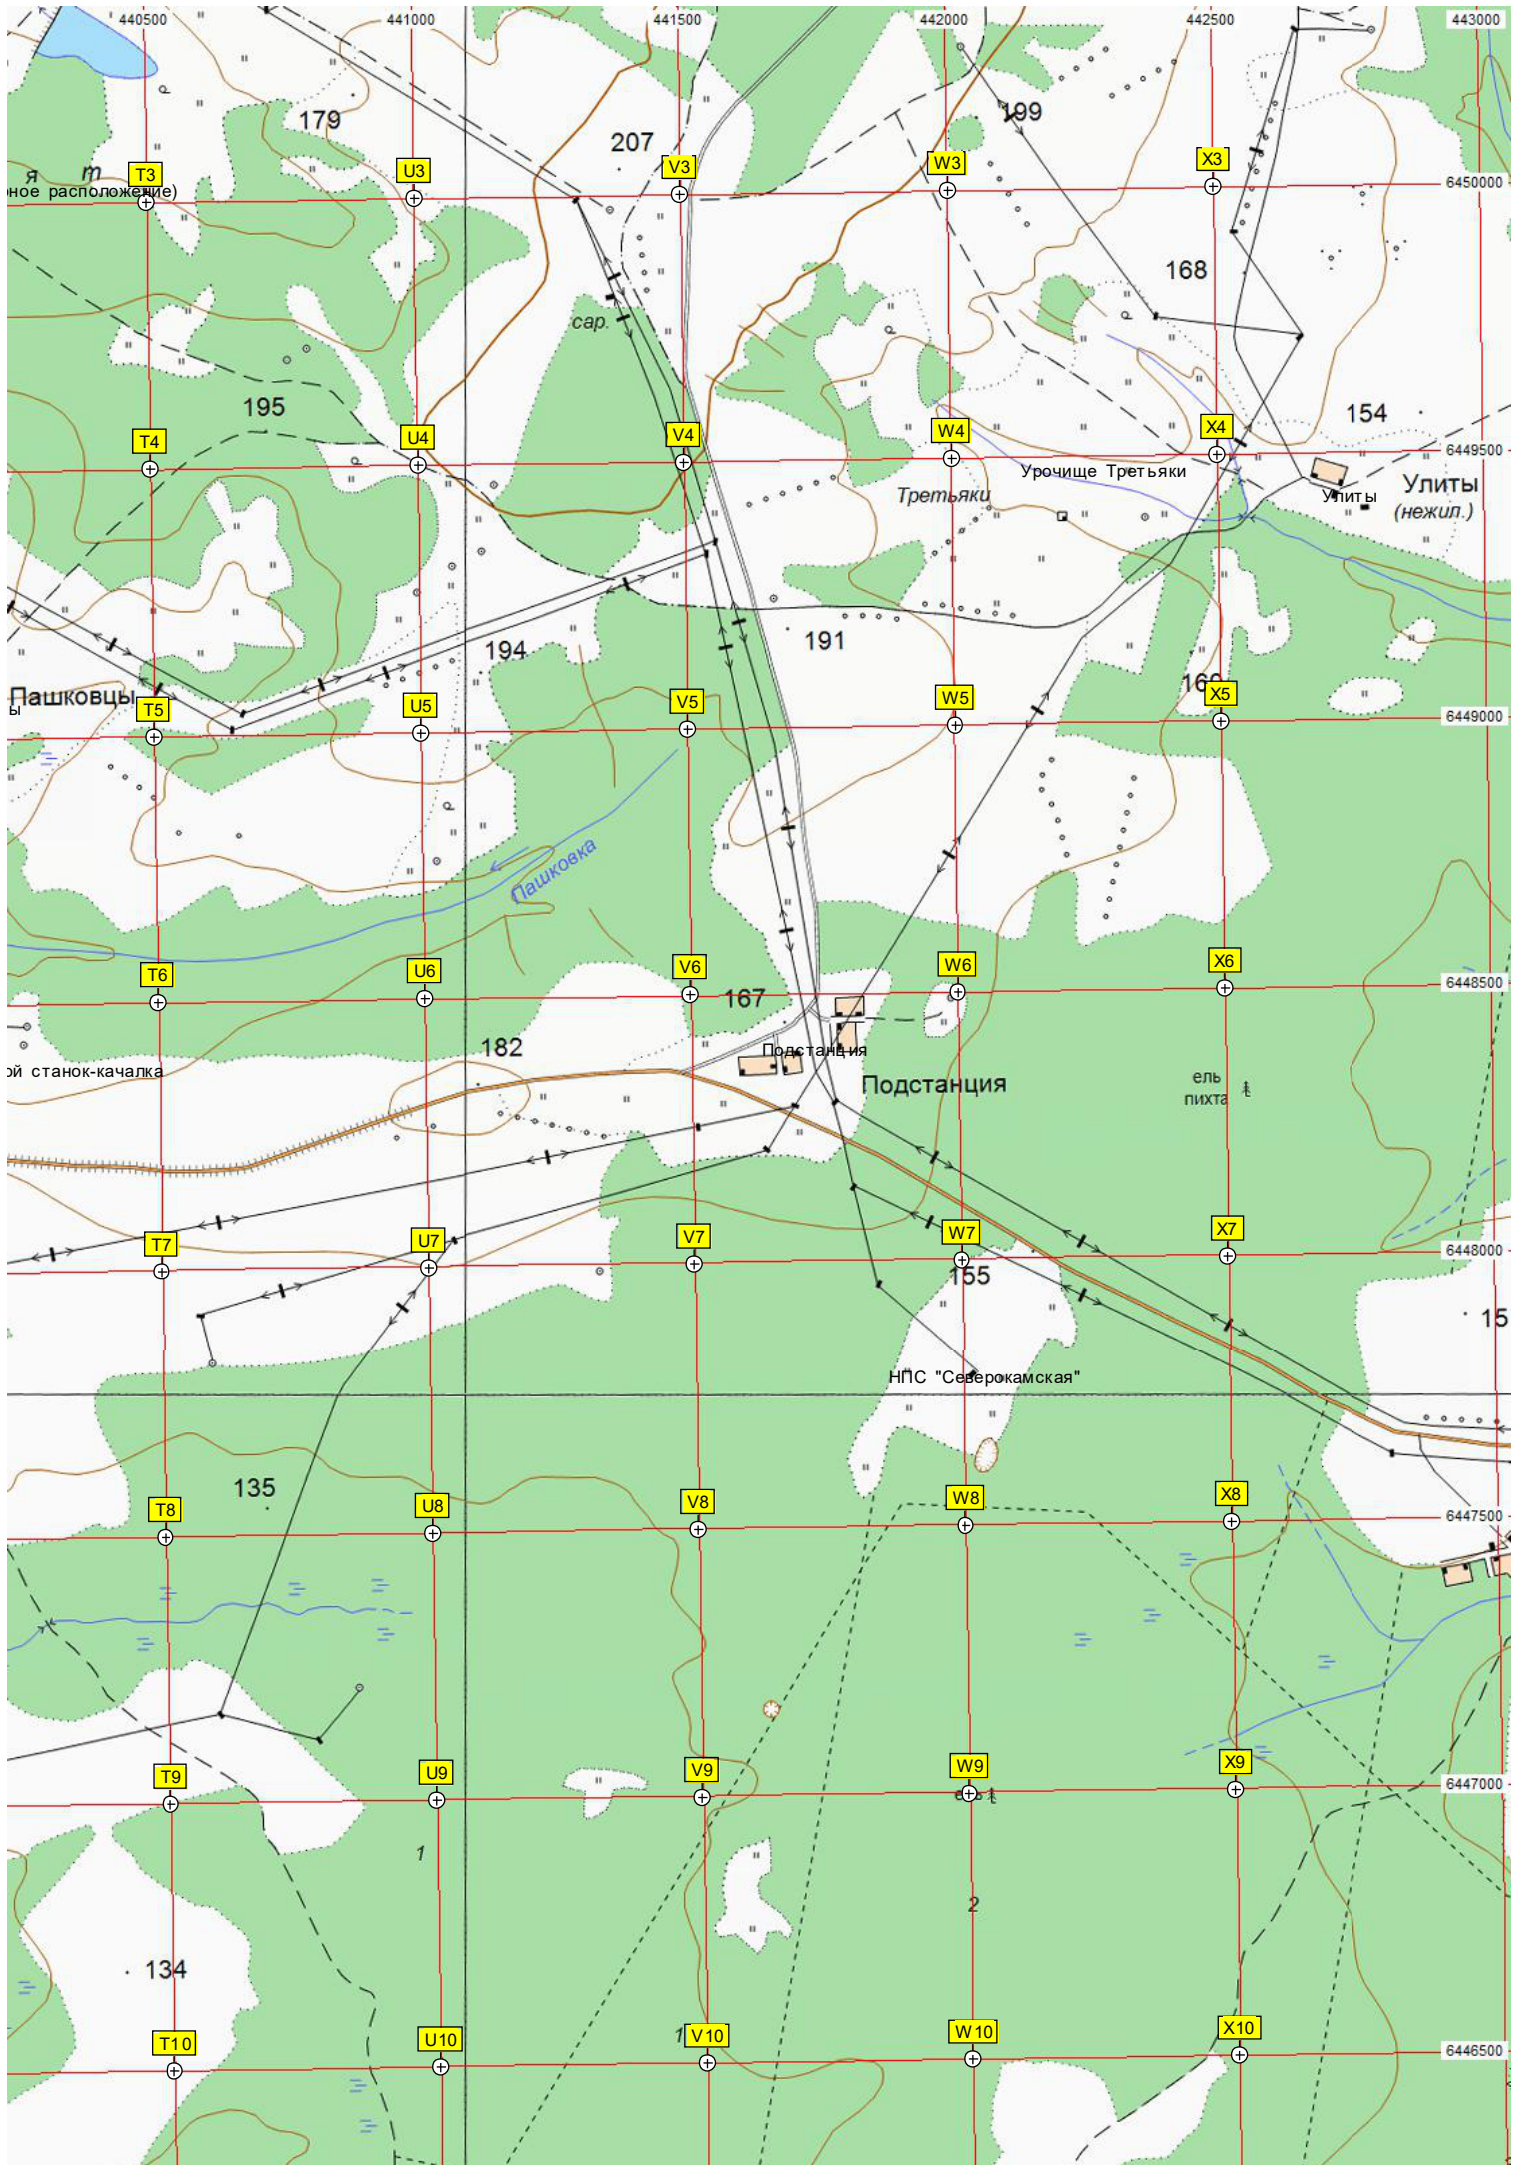 440500 441000 441500 442000 442500 443000
179
207
199
я т
T3 U3 V3 W3 X3
6450000
ное расположение)
168
сар.
195
154
T4 U4 V4 W4 X4
6449500
Урочище Третьяки
Третьяки
Улиты
Улиты
(нежил.)
194
191
Пашковцы
ы
T5 U5 V5 W5 X5
6449000
Пашковка
T6 U6 V6 W6 X6
6448500
167
182
Подстанция
ой станок-качалка
Подстанция
ель
пихта
T7 U7 V7 W7 X7
6448000
155
15
НПС "Северокамская"
135
T8 U8 V8 W8 X8
6447500
T9 U9 V9 W9 X9
6447000
1
2
134
1
T10 U10 V10 W10 X10
6446500